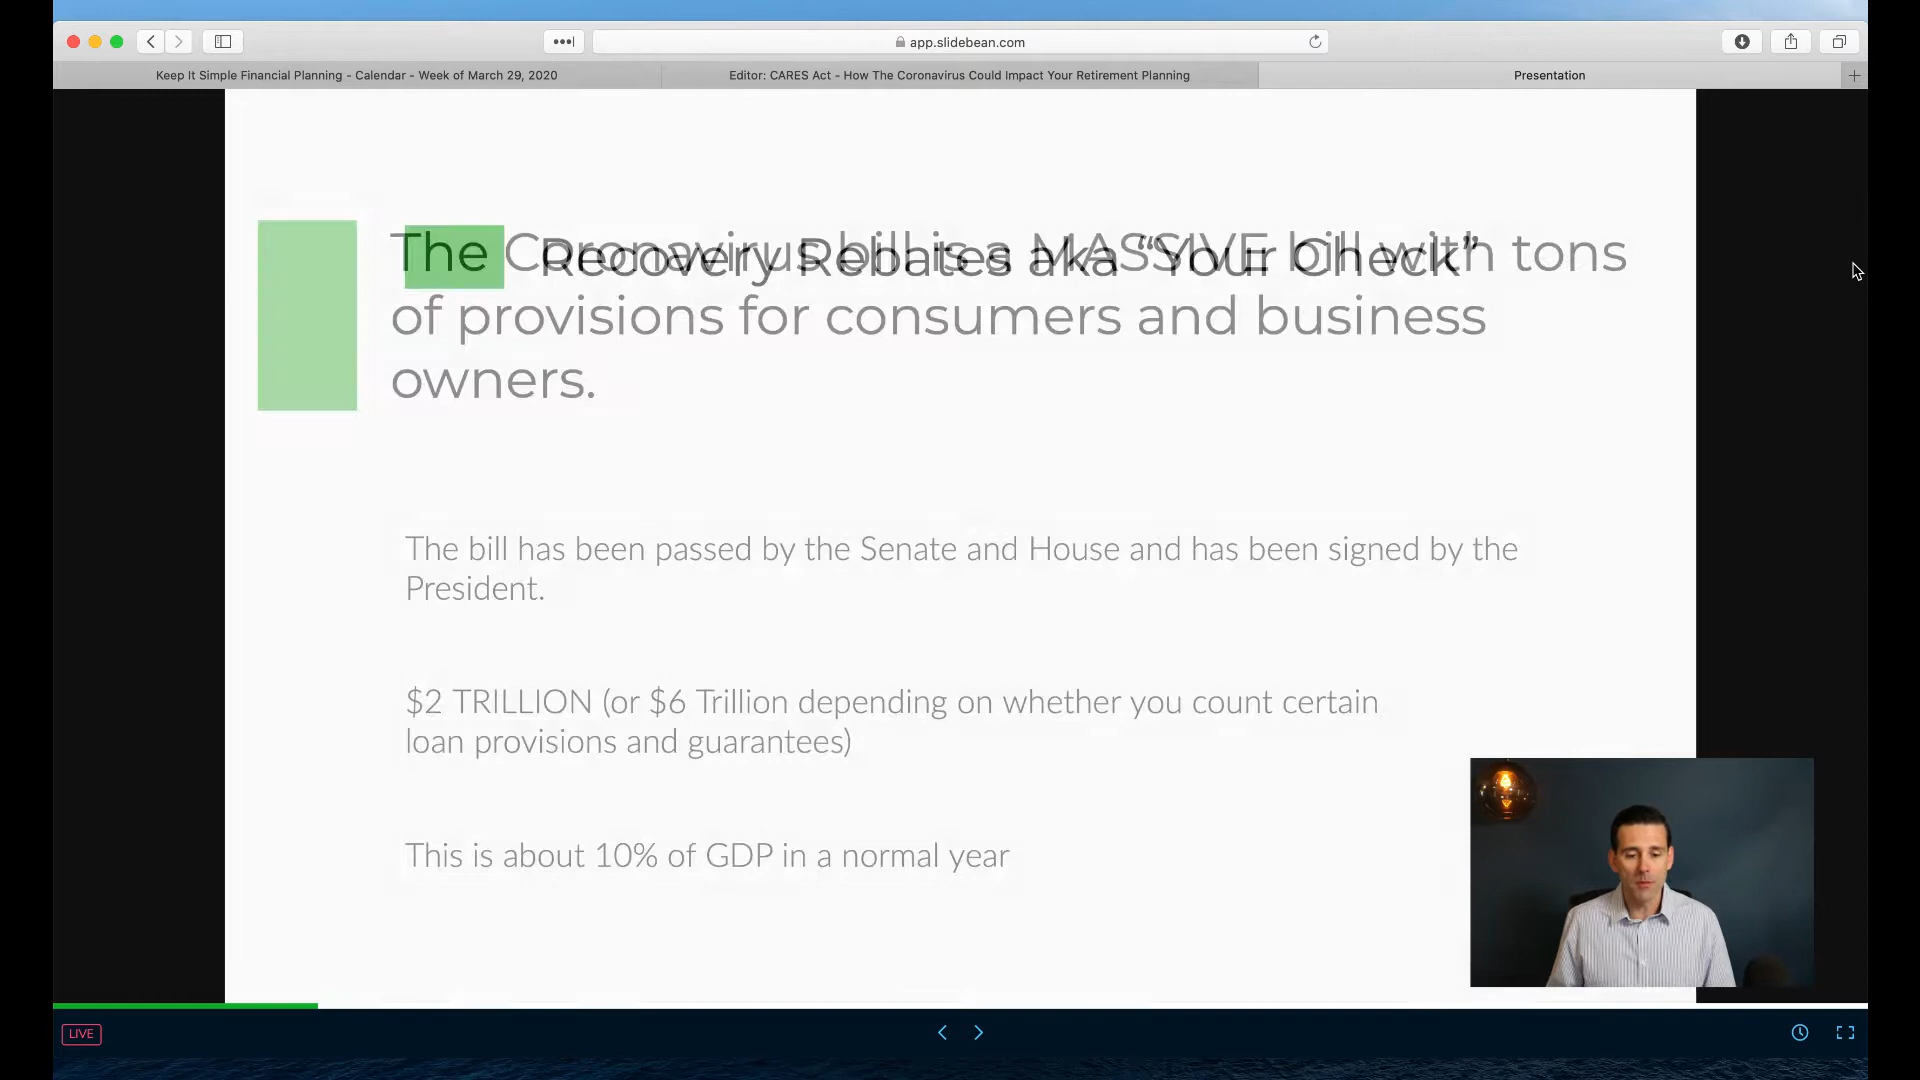 app.slidebean.com
Keep It Simple Financial Planning - Calendar - Week of March 29, 2020
Editor: CARES Act - How The Coronavirus Could Impact Your Retirement Planning
Presentation
The Coronavirus bill is a MASSIVE bill with tons
Recovery Rebates aka “Your Check”
of provisions for consumers and business
owners.
The bill has been passed by the Senate and House and has been signed by the
President.
$2 TRILLION (or $6 Trillion depending on whether you count certain
loan provisions and guarantees)
This is about 10% of GDP in a normal year
LIVE